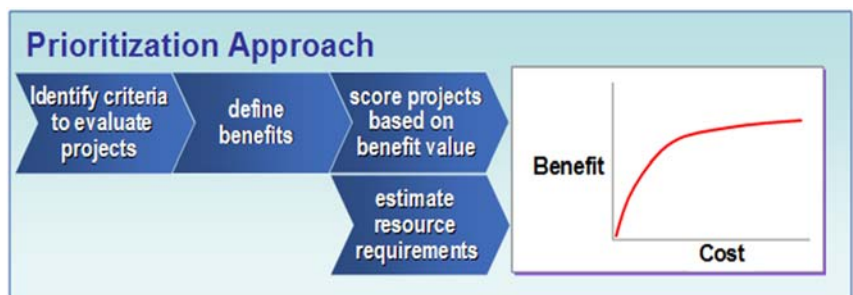 Prioritization Approach
Identify criteria
to evaluate
projects
define
benefits
score projects
based on
benefit value
estimate
resource
requirements
Benefit
Cost